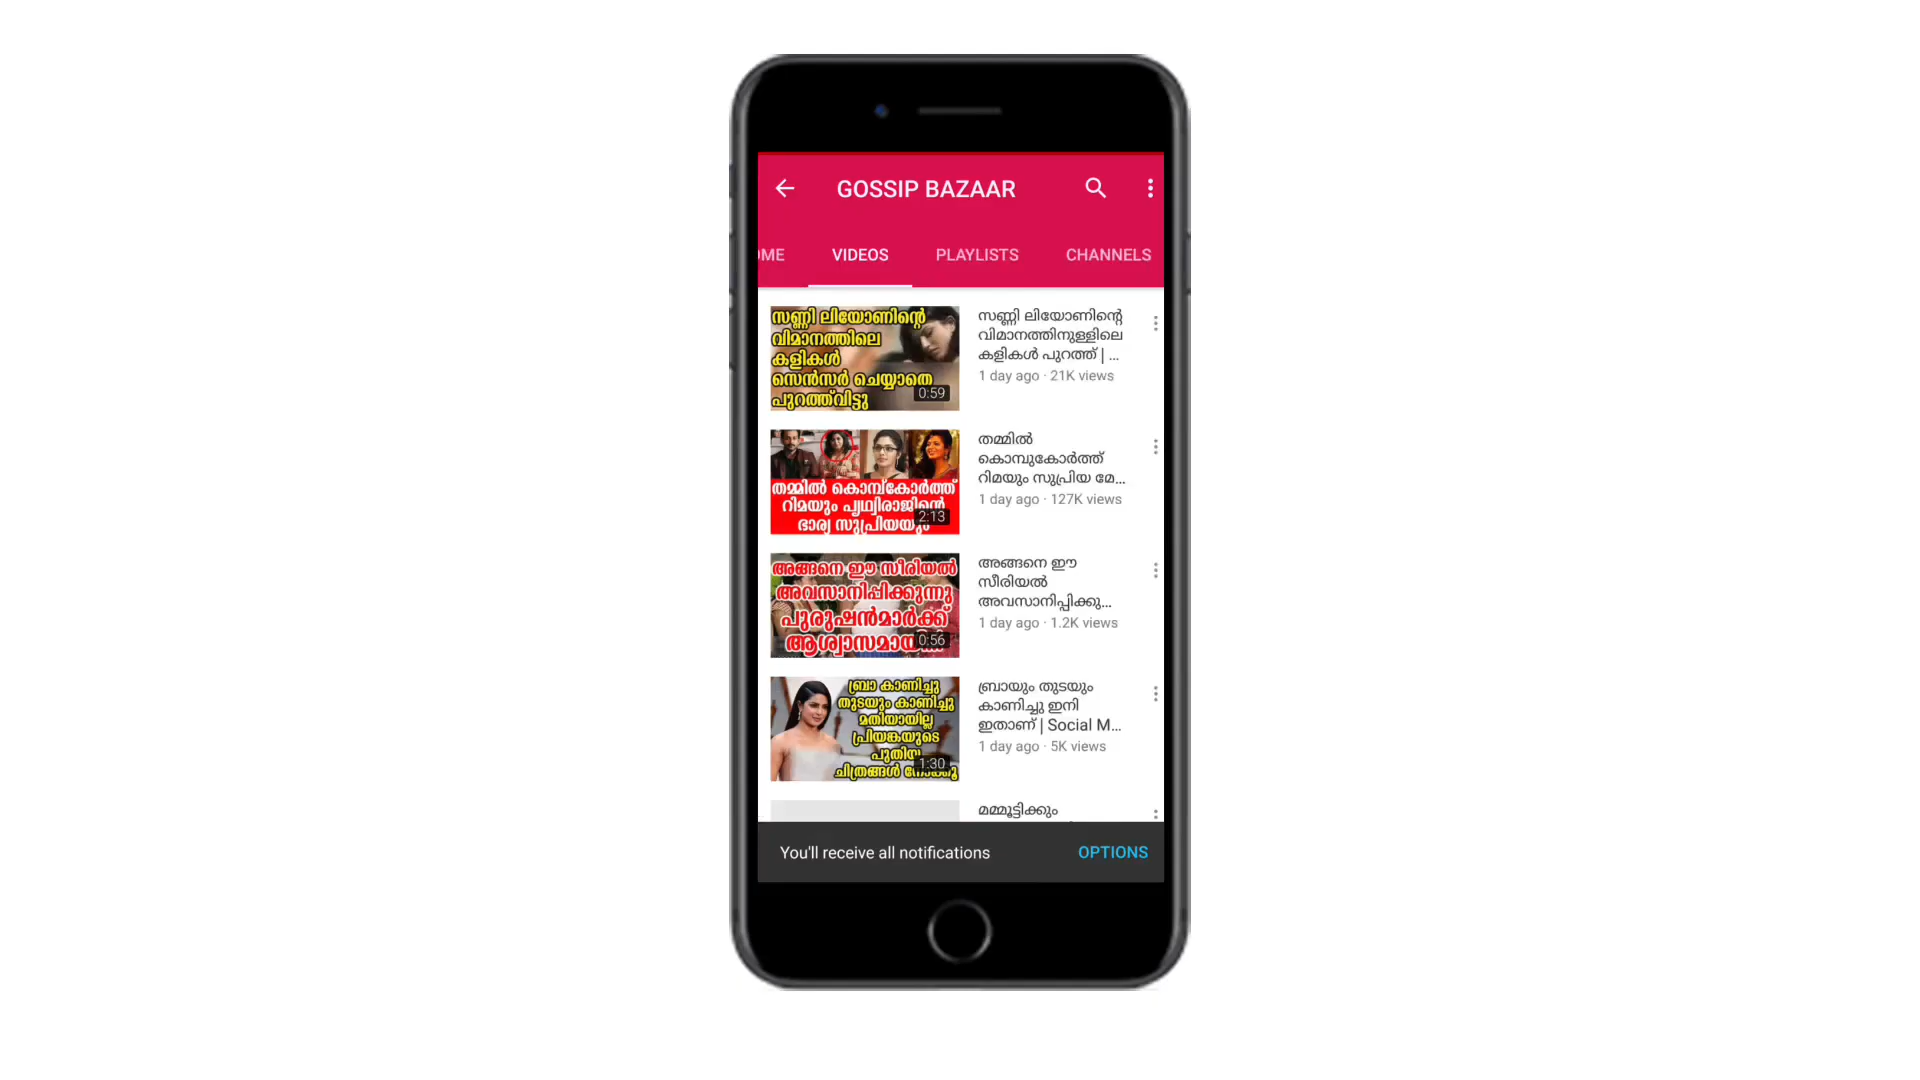 GOSSIP BAZAAR
OME VIDEOS PLAYLISTS CHANNELS
സണ്ണി ലിയോണിന്റെ
വിമാനത്തിലെ
കളികൾ
സെൻസർ ചെയ്യാതെ
പുറത്ത്‌വിട്ടു
0:59
സണ്ണി ലിയോണിന്റെ
വിമാനത്തിനുള്ളിലെ
കളികൾ പുറത്ത് | ...
1 day ago · 21K views
തമ്മിൽ കൊമ്പ്കോർത്ത്
റിമയും പൃഥ്വിരാജിന്റെ
ഭാര്യ സുപ്രിയയും
2:13
തമ്മിൽ
കൊമ്പുകോർത്ത്
റിമയും സുപ്രിയ മേ...
1 day ago · 127K views
അങ്ങനെ ഈ സീരിയൽ
അവസാനിപ്പിക്കുന്നു
പുരുഷൻമാർക്ക്
0:56
അങ്ങനെ ഈ
സീരിയൽ
അവസാനിപ്പിക്കു...
1 day ago · 1.2K views
ബ്രാ കാണിച്ചു
തുടയും കാണിച്ചു
മതിയായില്ല
പ്രിയങ്കയുടെ
പുതിയ
ചിത്രങ്ങൾ നോക്കൂ
1:30
ബ്രായും തുടയും
കാണിച്ചു ഇനി
ഇതാണ് | Social M...
1 day ago · 5K views
മമ്മൂട്ടിക്കും
You'll receive all notifications OPTIONS